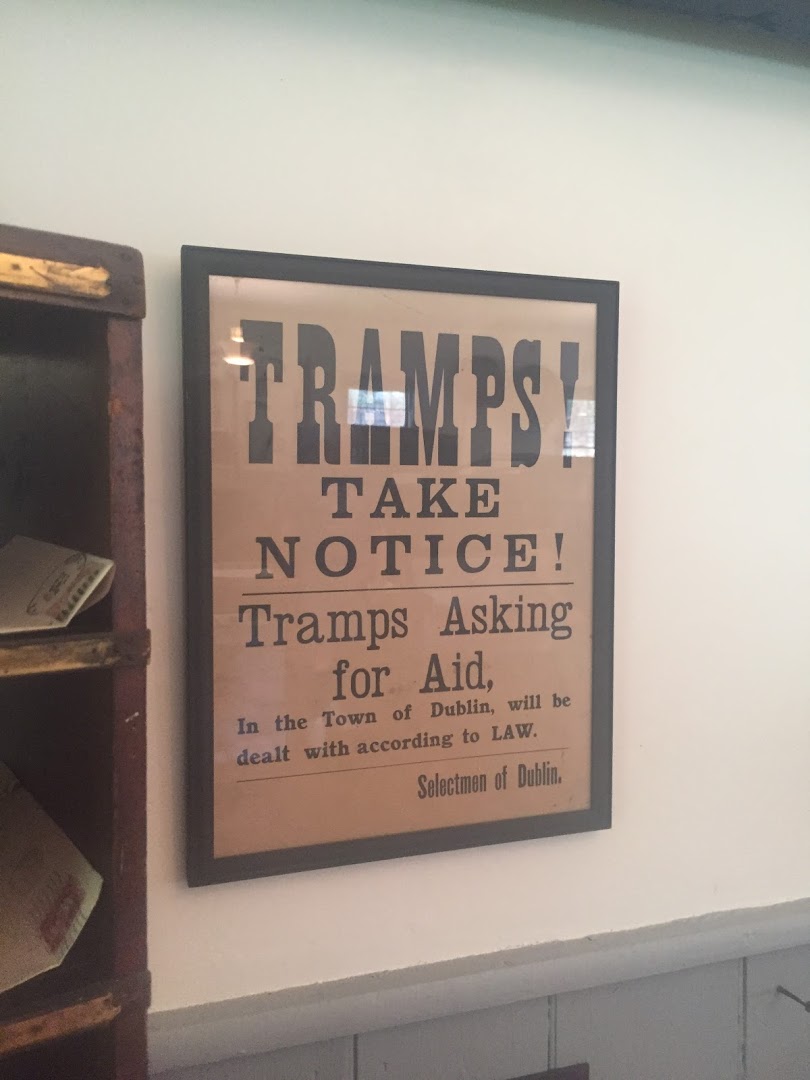 TRAMPS!
TAKE
NOTICE!
Tramps Asking
for Aid,
In the Town of Dublin, will be
dealt with according to LAW.
Selectmen of Dublin.